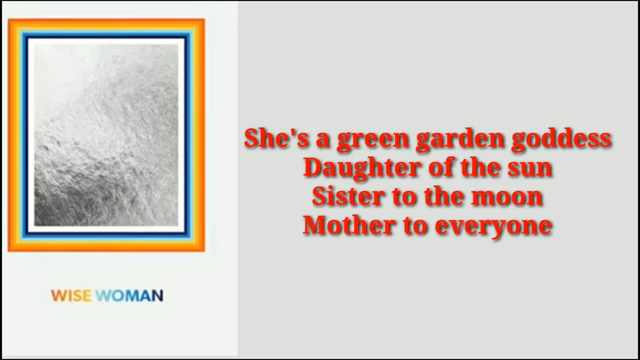 She's a green garden goddess
Daughter of the sun
Sister to the moon
Mother to everyone
WISE WOMAN